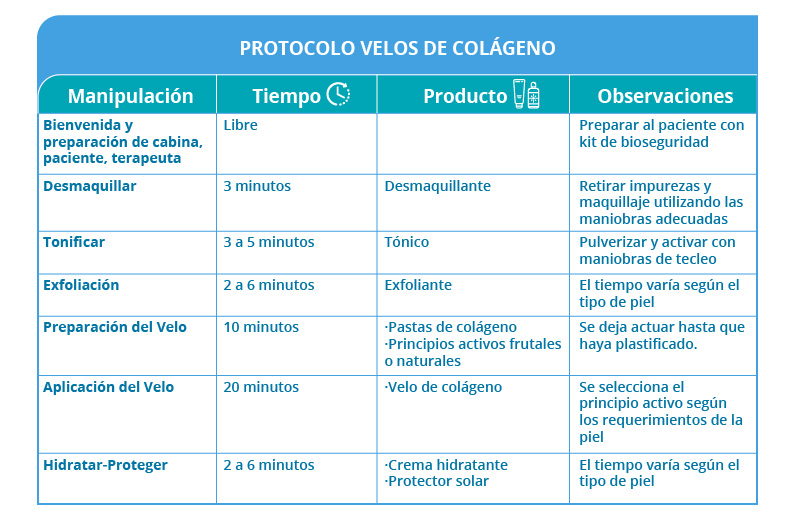 PROTOCOLO VELOS DE COLÁGENO
Manipulación
Tiempo
Producto
Observaciones
Bienvenida y
preparación de cabina,
paciente, terapeuta
Libre
Preparar al paciente con
kit de bioseguridad
Desmaquillar
3 minutos
Desmaquillante
Retirar impurezas y
maquillaje utilizando las
maniobras adecuadas
Tonificar
3 a 5 minutos
Tónico
Pulverizar y activar con
maniobras de tecleo
Exfoliación
2 a 6 minutos
Exfoliante
El tiempo varía según el
tipo de piel
Preparación del Velo
10 minutos
·Pastas de colágeno
·Principios activos frutales
o naturales
Se deja actuar hasta que
haya plastificado.
Aplicación del Velo
20 minutos
·Velo de colágeno
Se selecciona el
principio activo según
los requerimientos de la
piel
Hidratar-Proteger
2 a 6 minutos
·Crema hidratante
·Protector solar
El tiempo varía según el
tipo de piel